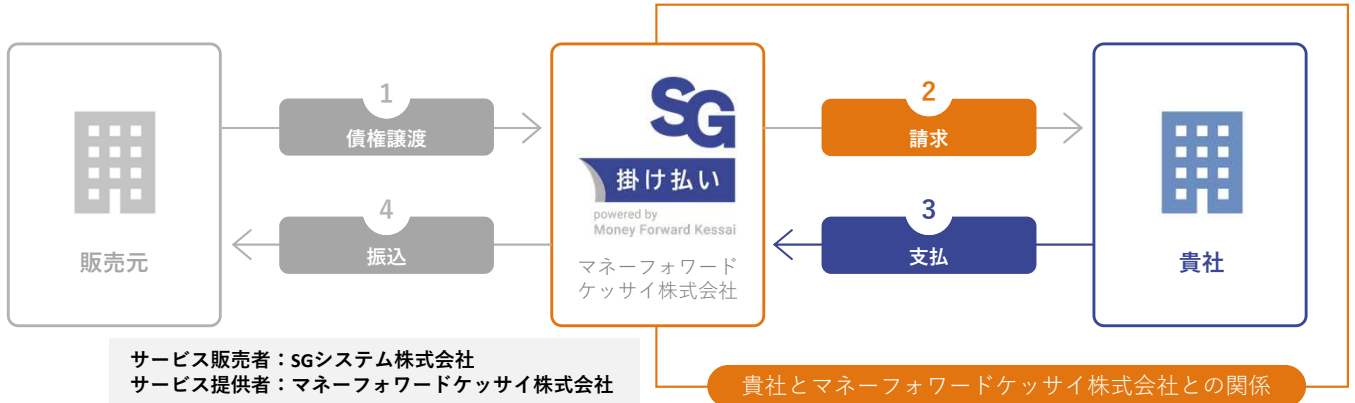 1
債権譲渡
4
振込
販売元
SG
掛け払い
powered by
Money Forward Kessai
マネーフォワード
ケッサイ株式会社
2
請求
3
支払
貴社
サービス販売者：SGシステム株式会社
サービス提供者：マネーフォワードケッサイ株式会社
貴社とマネーフォワードケッサイ株式会社との関係